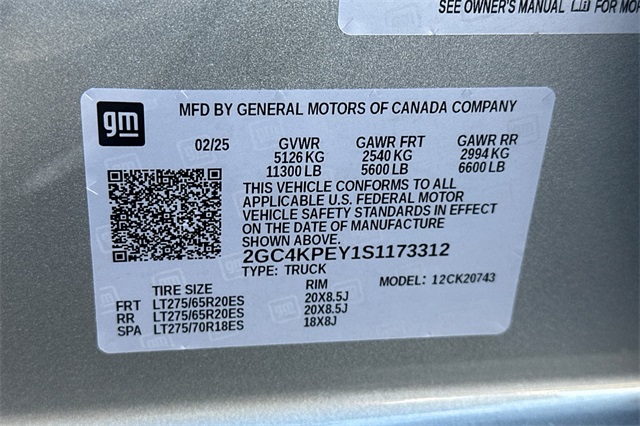 SEE OWNER'S MANUAL FOR MOR
gm
MFD BY GENERAL MOTORS OF CANADA COMPANY
02/25 GVWR GAWR FRT GAWR RR
5126 KG 2540 KG 2994 KG
11300 LB 5600 LB 6600 LB
THIS VEHICLE CONFORMS TO ALL
APPLICABLE U.S. FEDERAL MOTOR
VEHICLE SAFETY STANDARDS IN EFFECT
ON THE DATE OF MANUFACTURE
SHOWN ABOVE.
2GC4KPEY1S1173312
TYPE: TRUCK MODEL: 12CK20743
TIRE SIZE RIM
FRT LT275/65R20ES 20X8.5J
RR LT275/65R20ES 20X8.5J
SPA LT275/70R18ES 18X8J